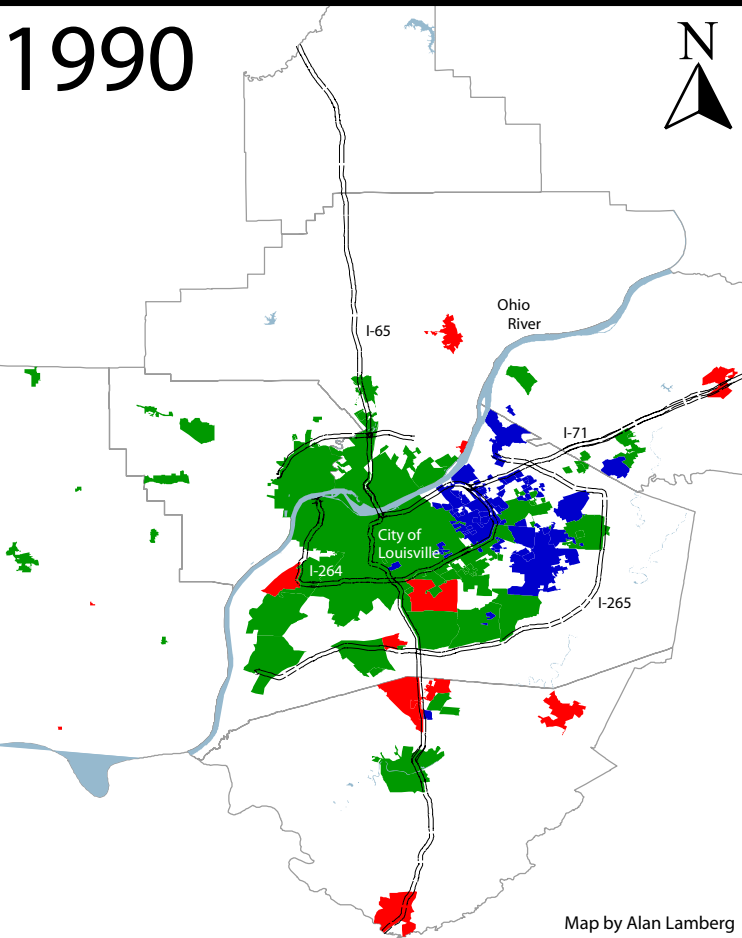 1990
N
Ohio
River
I-65
I-71
City of
Louisville
I-264
I-265
Map by Alan Lamberg